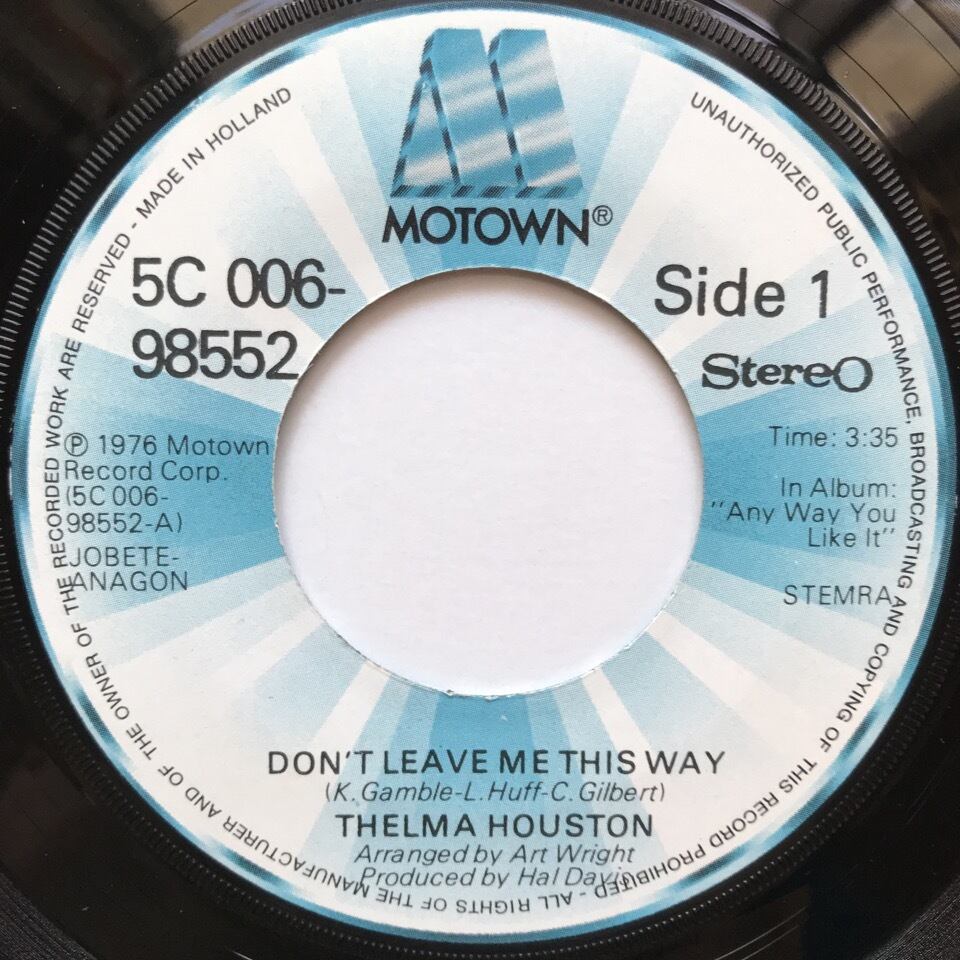 MOTOWN®
5C 006-
98552
Side 1
Stereo
℗ 1976 Motown
Record Corp.
(5C 006-
98552-A)
JOBETE-
ANAGON
Time: 3:35
In Album:
"Any Way You
Like It"
STEMRA
DON'T LEAVE ME THIS WAY
(K. Gamble-L. Huff-C. Gilbert)
THELMA HOUSTON
Arranged by Art Wright
Produced by Hal Davis
UNAUTHORIZED PUBLIC PERFORMANCE, BROADCASTING AND COPYING OF THIS RECORD PROHIBITED - ALL RIGHTS OF THE MANUFACTURER AND OF THE OWNER OF THE RECORDED WORK ARE RESERVED - MADE IN HOLLAND